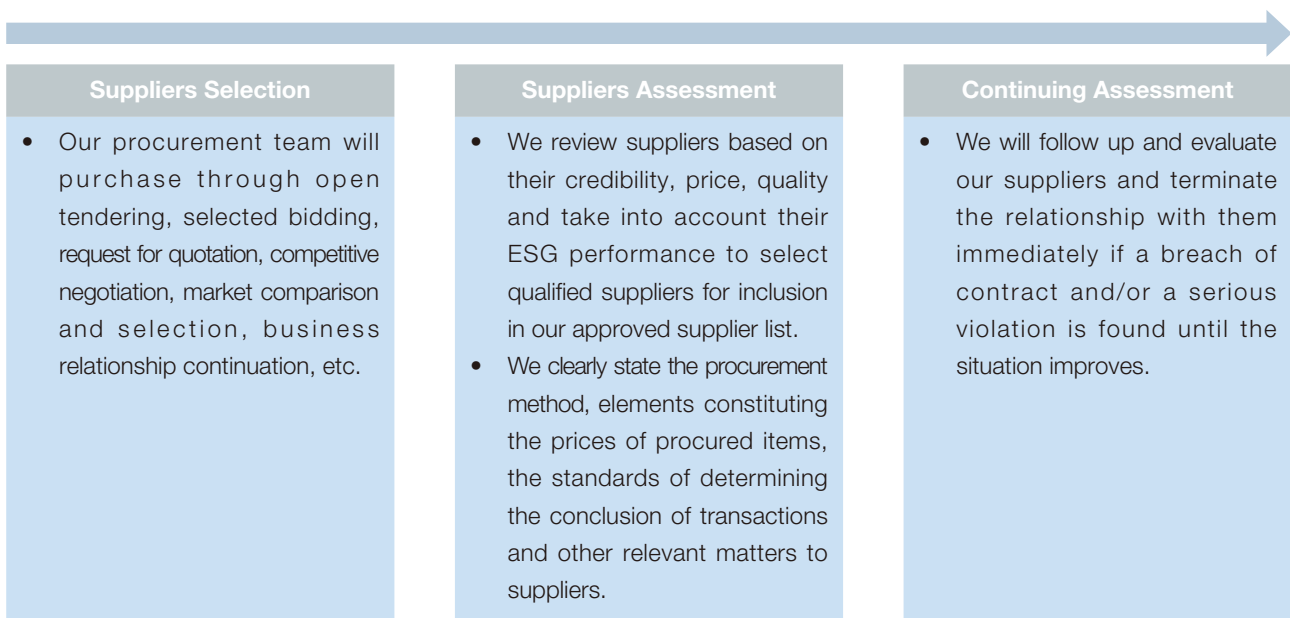 Suppliers Selection
• Our procurement team will
purchase through open
tendering, selected bidding,
request for quotation, competitive
negotiation, market comparison
and selection, business
relationship continuation, etc.
Suppliers Assessment
• We review suppliers based on
their credibility, price, quality
and take into account their
ESG performance to select
qualified suppliers for inclusion
in our approved supplier list.
• We clearly state the procurement
method, elements constituting
the prices of procured items,
the standards of determining
the conclusion of transactions
and other relevant matters to
suppliers.
Continuing Assessment
• We will follow up and evaluate
our suppliers and terminate
the relationship with them
immediately if a breach of
contract and/or a serious
violation is found until the
situation improves.